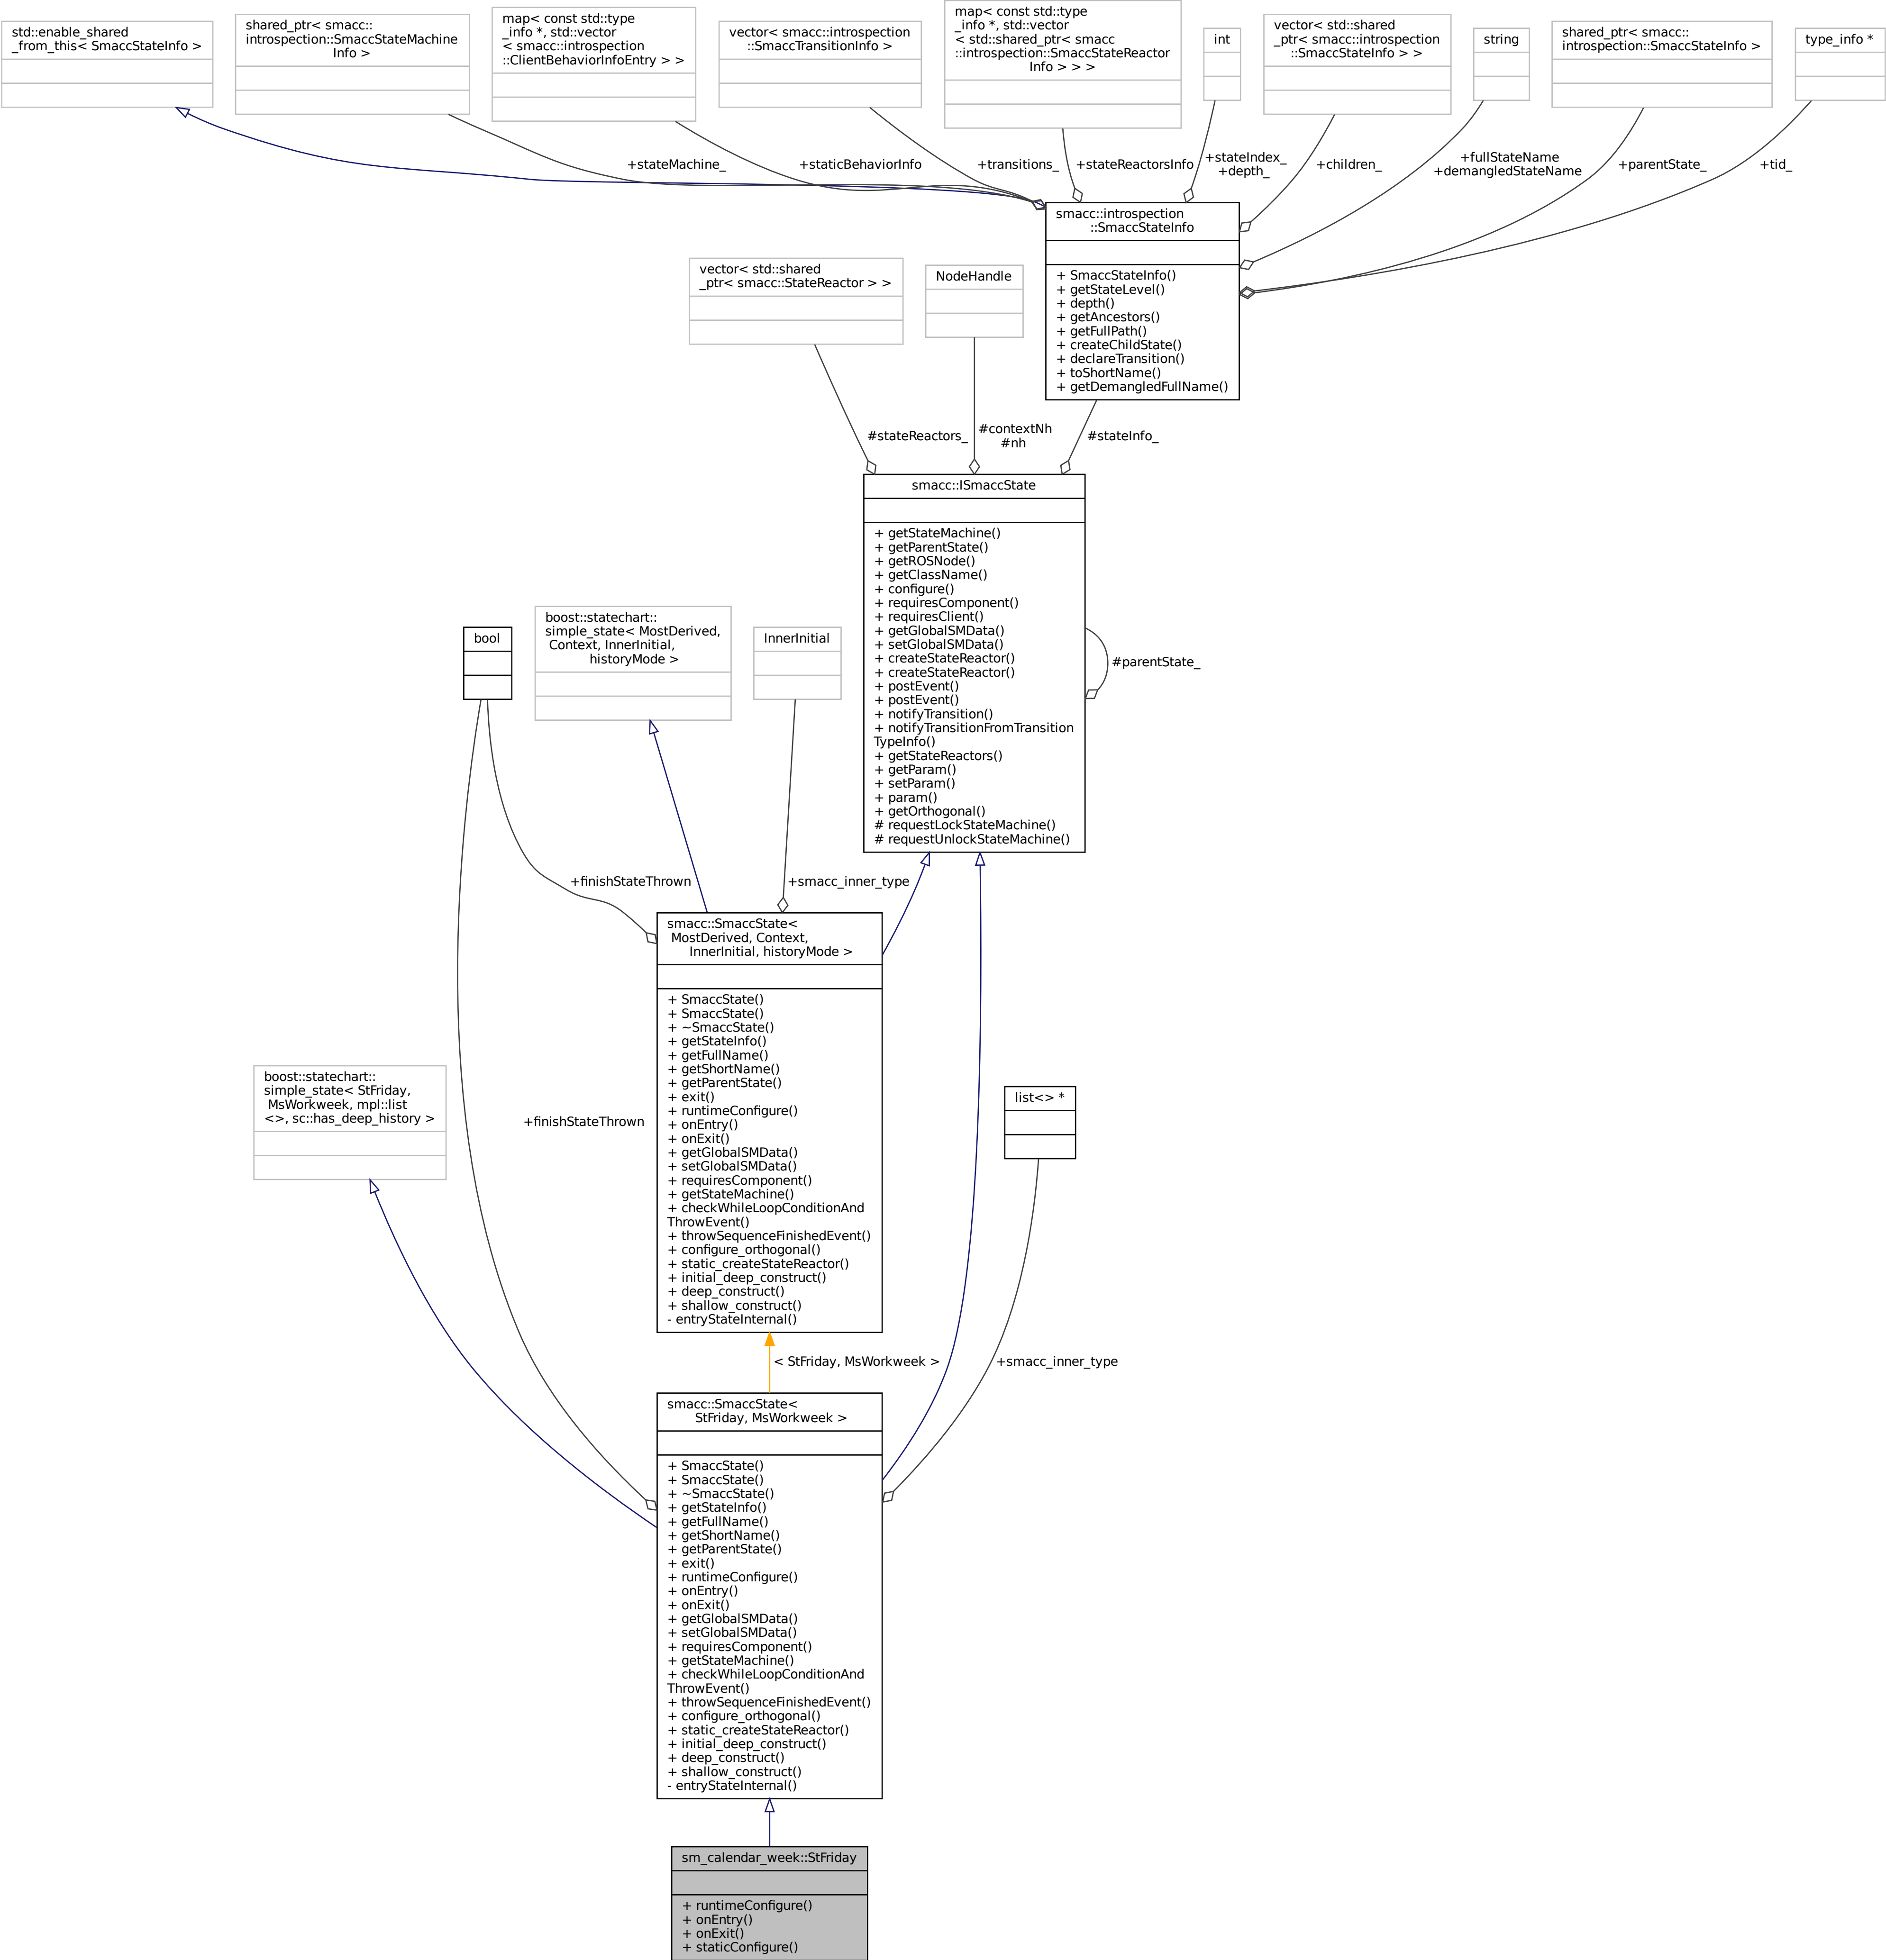 std::enable_shared
_from_this< SmaccStateInfo >
shared_ptr< smacc::
introspection::SmaccStateMachine
Info >
map< const std::type
_info *, std::vector
< smacc::introspection
::ClientBehaviorInfoEntry > >
vector< smacc::introspection
::SmaccTransitionInfo >
map< const std::type
_info *, std::vector
< std::shared_ptr< smacc
::introspection::SmaccStateReactor
Info > > >
int
vector< std::shared
_ptr< smacc::introspection
::SmaccStateInfo > >
string
shared_ptr< smacc::
introspection::SmaccStateInfo >
type_info *
+stateMachine_
+staticBehaviorInfo
+transitions_
+stateReactorsInfo
+stateIndex_
+depth_
+children_
+fullStateName
+demangledStateName
+parentState_
+tid_
smacc::introspection
::SmaccStateInfo
+ SmaccStateInfo()
+ getStateLevel()
+ depth()
+ getAncestors()
+ getFullPath()
+ createChildState()
+ declareTransition()
+ toShortName()
+ getDemangledFullName()
vector< std::shared
_ptr< smacc::StateReactor > >
NodeHandle
#stateReactors_
#contextNh
#nh
#stateInfo_
smacc::ISmaccState
+ getStateMachine()
+ getParentState()
+ getROSNode()
+ getClassName()
+ configure()
+ requiresComponent()
+ requiresClient()
+ getGlobalSMData()
+ setGlobalSMData()
+ createStateReactor()
+ createStateReactor()
+ postEvent()
+ postEvent()
+ notifyTransition()
+ notifyTransitionFromTransition
TypeInfo()
+ getStateReactors()
+ getParam()
+ setParam()
+ param()
+ getOrthogonal()
# requestLockStateMachine()
# requestUnlockStateMachine()
#parentState_
bool
boost::statechart::
simple_state< MostDerived,
Context, InnerInitial,
historyMode >
InnerInitial
+finishStateThrown
+smacc_inner_type
smacc::SmaccState<
MostDerived, Context,
InnerInitial, historyMode >
+ SmaccState()
+ SmaccState()
+ ~SmaccState()
+ getStateInfo()
+ getFullName()
+ getShortName()
+ getParentState()
+ exit()
+ runtimeConfigure()
+ onEntry()
+ onExit()
+ getGlobalSMData()
+ setGlobalSMData()
+ requiresComponent()
+ getStateMachine()
+ checkWhileLoopConditionAnd
ThrowEvent()
+ throwSequenceFinishedEvent()
+ configure_orthogonal()
+ static_createStateReactor()
+ initial_deep_construct()
+ deep_construct()
+ shallow_construct()
- entryStateInternal()
boost::statechart::
simple_state< StFriday,
MsWorkweek, mpl::list
<>, sc::has_deep_history >
+finishStateThrown
list<> *
< StFriday, MsWorkweek >
+smacc_inner_type
smacc::SmaccState<
StFriday, MsWorkweek >
+ SmaccState()
+ SmaccState()
+ ~SmaccState()
+ getStateInfo()
+ getFullName()
+ getShortName()
+ getParentState()
+ exit()
+ runtimeConfigure()
+ onEntry()
+ onExit()
+ getGlobalSMData()
+ setGlobalSMData()
+ requiresComponent()
+ getStateMachine()
+ checkWhileLoopConditionAnd
ThrowEvent()
+ throwSequenceFinishedEvent()
+ configure_orthogonal()
+ static_createStateReactor()
+ initial_deep_construct()
+ deep_construct()
+ shallow_construct()
- entryStateInternal()
sm_calendar_week::StFriday
+ runtimeConfigure()
+ onEntry()
+ onExit()
+ staticConfigure()